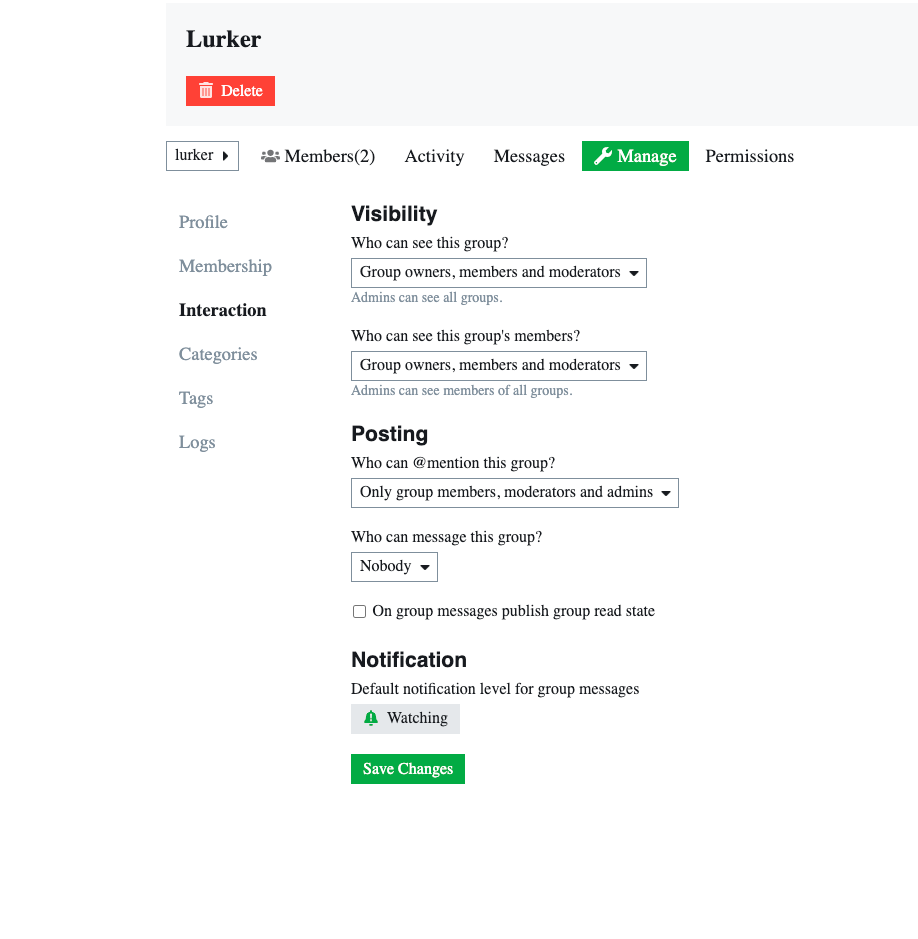 Lurker
Delete
lurker
Members(2)
Activity
Messages
Manage
Permissions
Profile
Membership
Interaction
Categories
Tags
Logs
Visibility
Who can see this group?
Group owners, members and moderators
Admins can see all groups.
Who can see this group's members?
Group owners, members and moderators
Admins can see members of all groups.
Posting
Who can @mention this group?
Only group members, moderators and admins
Who can message this group?
Nobody
On group messages publish group read state
Notification
Default notification level for group messages
Watching
Save Changes